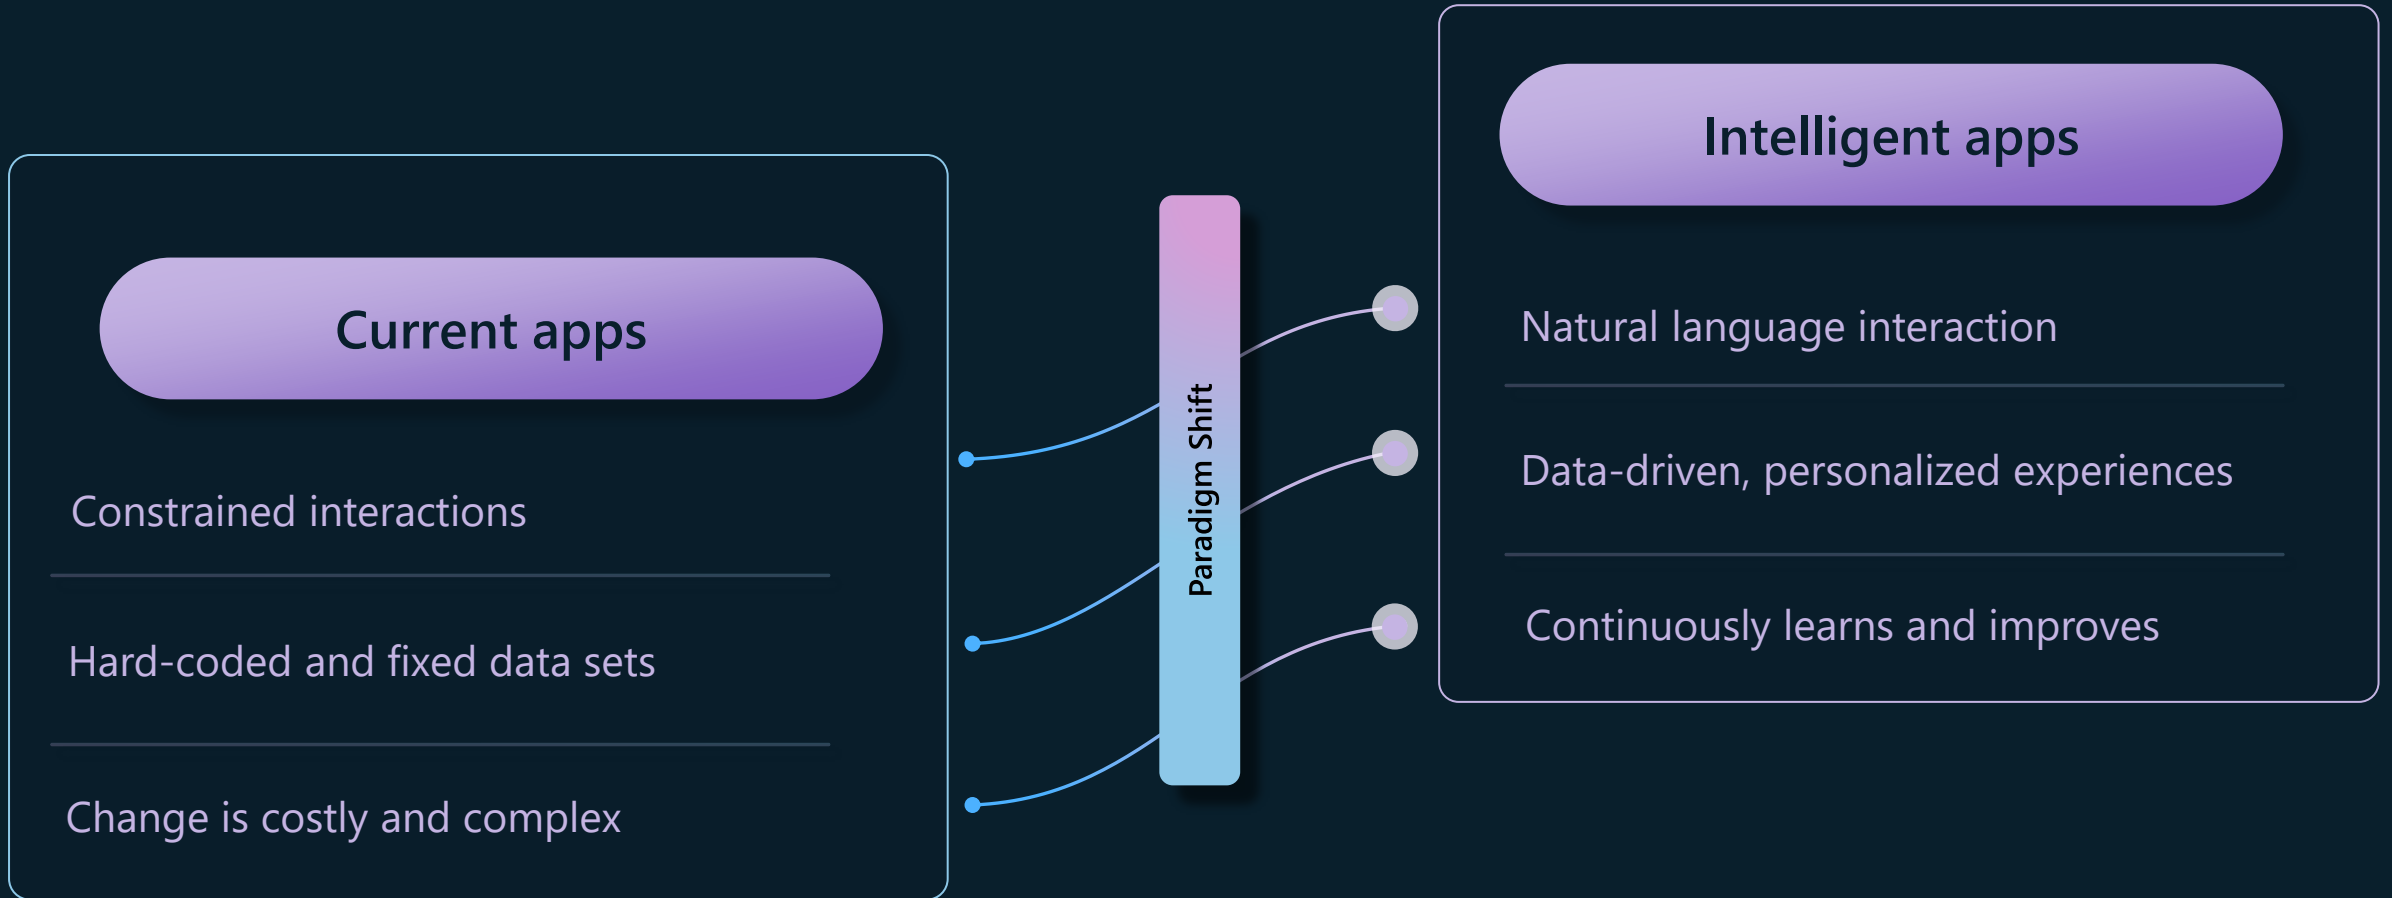 Current apps
Constrained interactions
Hard-coded and fixed data sets
Change is costly and complex
Paradigm Shift
Intelligent apps
Natural language interaction
Data-driven, personalized experiences
Continuously learns and improves